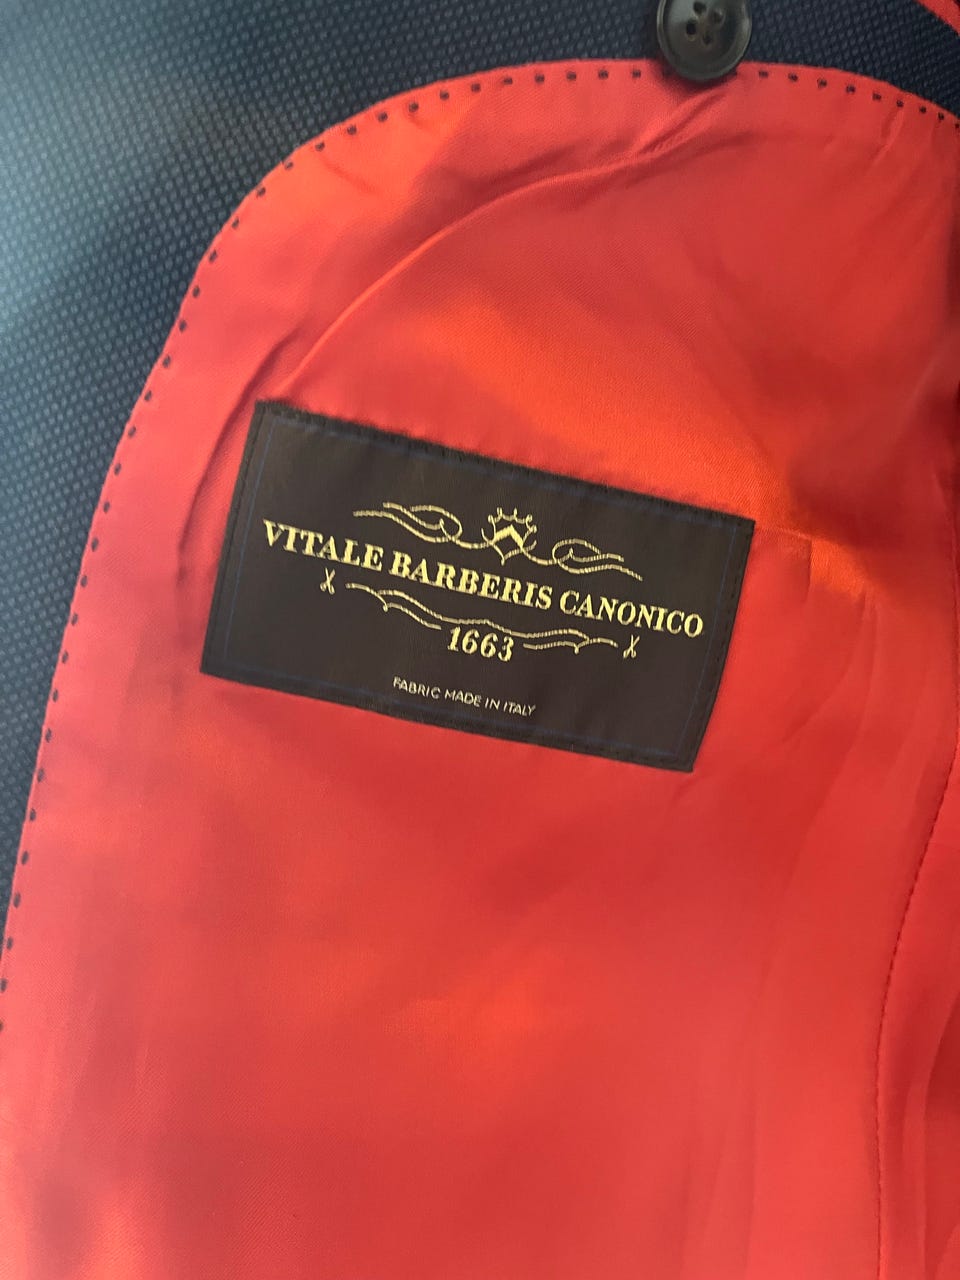 VITALE BARBERIS CANONICO
1663
FABRIC MADE IN ITALY